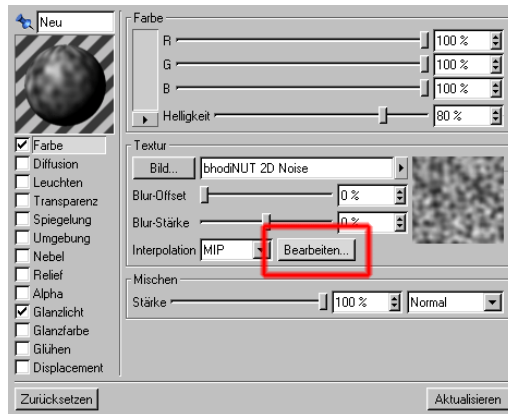 Neu
Farbe
Diffusion
Leuchten
Transparenz
Spiegelung
Umgebung
Nebel
Relief
Alpha
Glanzlicht
Glanzfarbe
Glühen
Displacement
Farbe
R 100 %
G 100 %
B 100 %
Helligkeit 80 %
Textur
Bild... bhodiNUT 2D Noise
Blur-Offset 0 %
Blur-Stärke 0 %
Interpolation MIP Bearbeiten...
Mischen
Stärke 100 % Normal
Zurücksetzen Aktualisieren